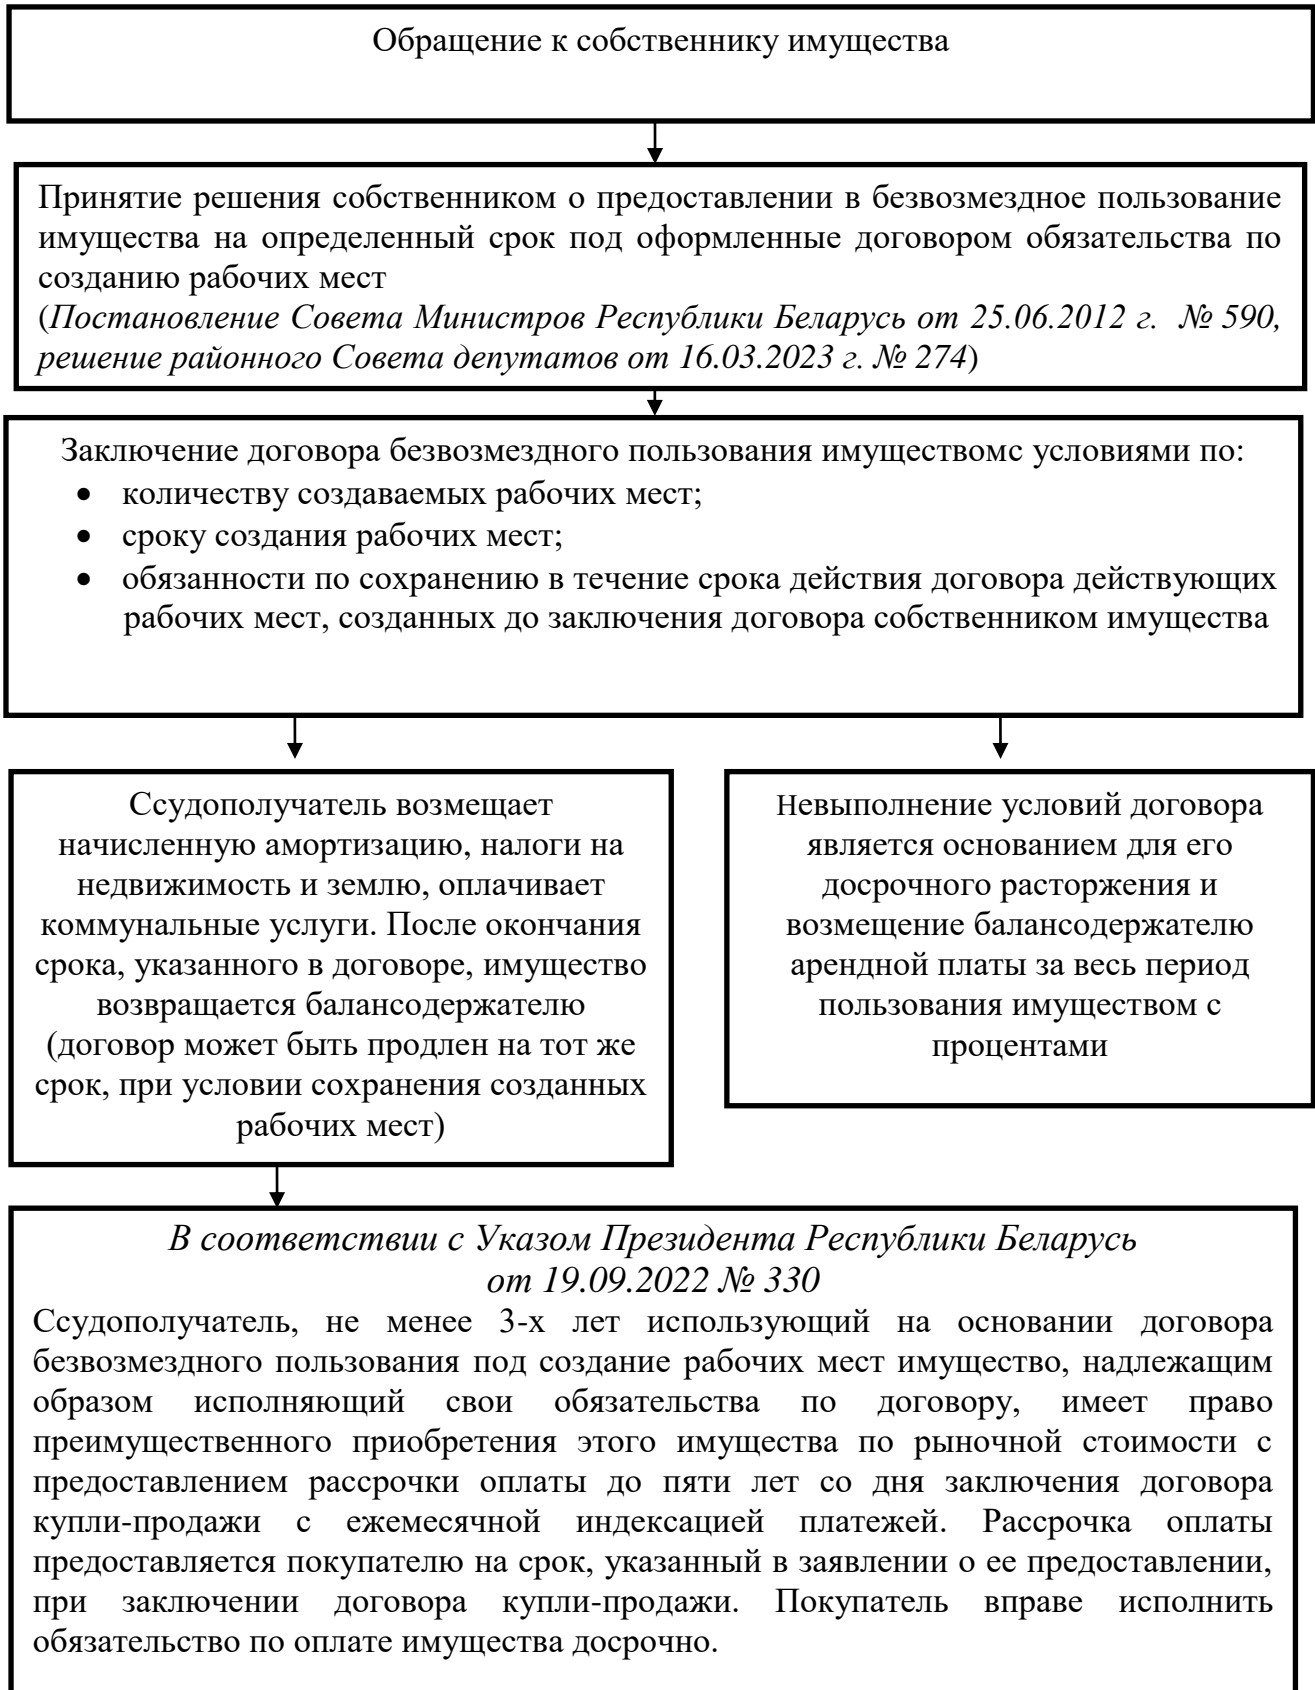 Обращение к собственнику имущества
Принятие решения собственником о предоставлении в безвозмездное пользование
имущества на определенный срок под оформленные договором обязательства по
созданию рабочих мест
(Постановление Совета Министров Республики Беларусь от 25.06.2012 г. № 590,
решение районного Совета депутатов от 16.03.2023 г. № 274)
Заключение договора безвозмездного пользования имуществомс условиями по:
• количеству создаваемых рабочих мест;
• сроку создания рабочих мест;
• обязанности по сохранению в течение срока действия договора действующих
рабочих мест, созданных до заключения договора собственником имущества
Ссудополучатель возмещает
начисленную амортизацию, налоги на
недвижимость и землю, оплачивает
коммунальные услуги. После окончания
срока, указанного в договоре, имущество
возвращается балансодержателю
(договор может быть продлен на тот же
срок, при условии сохранения созданных
рабочих мест)
Невыполнение условий договора
является основанием для его
досрочного расторжения и
возмещение балансодержателю
арендной платы за весь период
пользования имуществом с
процентами
В соответствии с Указом Президента Республики Беларусь
от 19.09.2022 № 330
Ссудополучатель, не менее 3-х лет использующий на основании договора
безвозмездного пользования под создание рабочих мест имущество, надлежащим
образом исполняющий свои обязательства по договору, имеет право
преимущественного приобретения этого имущества по рыночной стоимости с
предоставлением рассрочки оплаты до пяти лет со дня заключения договора
купли-продажи с ежемесячной индексацией платежей. Рассрочка оплаты
предоставляется покупателю на срок, указанный в заявлении о ее предоставлении,
при заключении договора купли-продажи. Покупатель вправе исполнить
обязательство по оплате имущества досрочно.